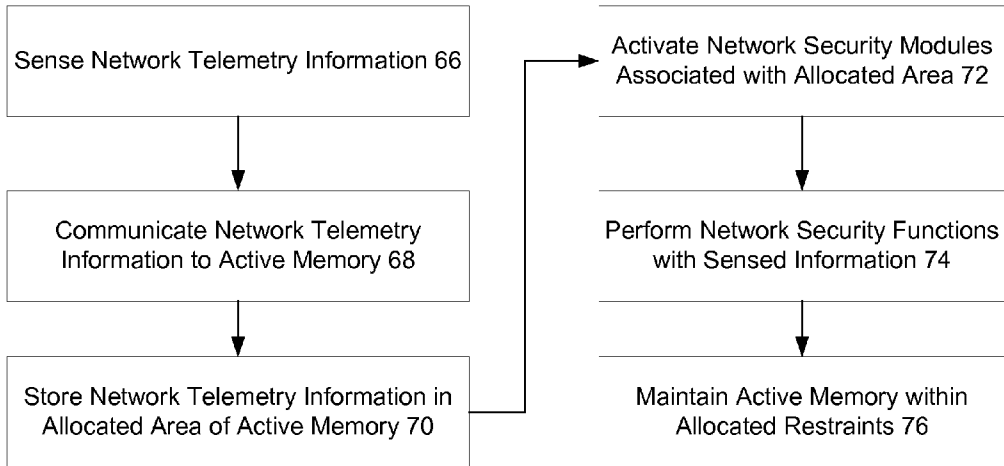 Sense Network Telemetry Information 66
Communicate Network Telemetry
Information to Active Memory 68
Store Network Telemetry Information in
Allocated Area of Active Memory 70
Activate Network Security Modules
Associated with Allocated Area 72
Perform Network Security Functions
with Sensed Information 74
Maintain Active Memory within
Allocated Restraints 76